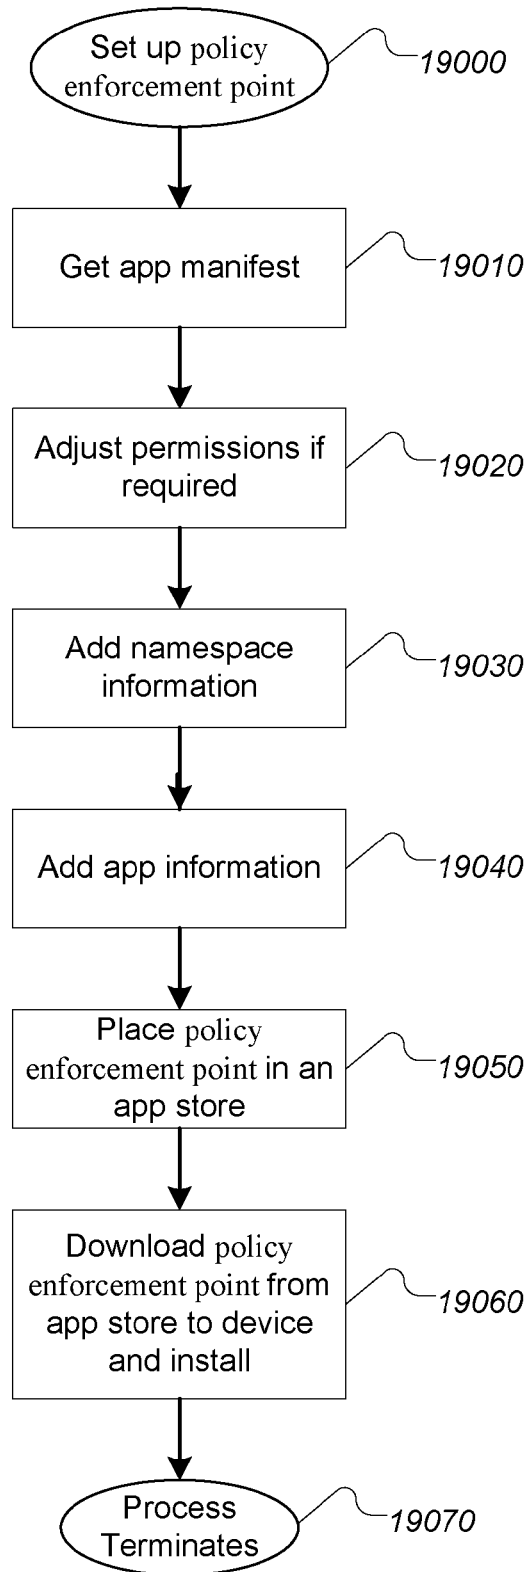 Set up policy
enforcement point
19000
Get app manifest
19010
Adjust permissions if
required
19020
Add namespace
information
19030
Add app information
19040
Place policy
enforcement point in an
app store
19050
Download policy
enforcement point from
app store to device
and install
19060
Process
Terminates
19070